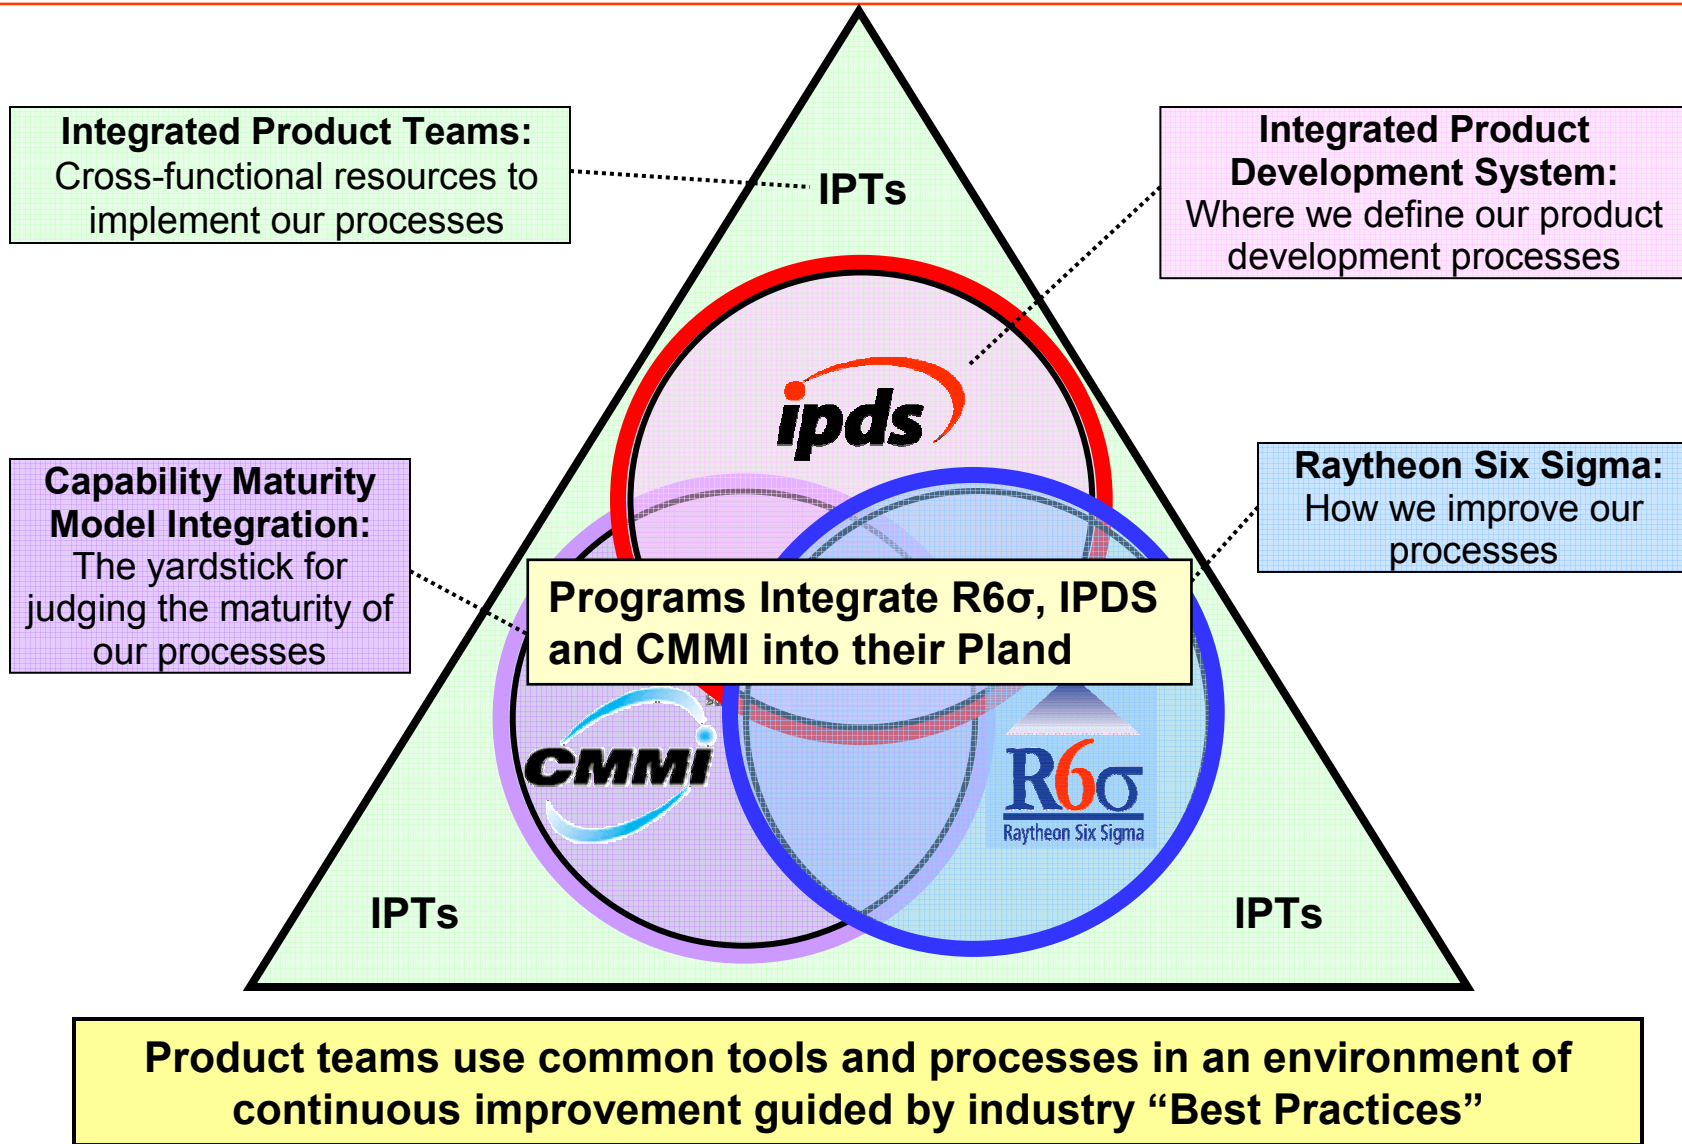 Integrated Product Teams:
Cross-functional resources to
implement our processes
IPTs
Integrated Product
Development System:
Where we define our product
development processes
ipds
Capability Maturity
Model Integration:
The yardstick for
judging the maturity of
our processes
Raytheon Six Sigma:
How we improve our
processes
Programs Integrate R6σ, IPDS
and CMMI into their Pland
CMMi
R6σ
Raytheon Six Sigma
IPTs
IPTs
Product teams use common tools and processes in an environment of
continuous improvement guided by industry “Best Practices”